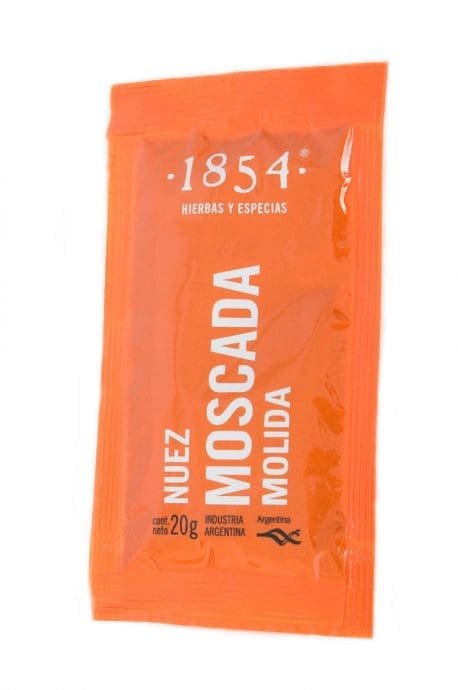 ·1854·®
HIERBAS Y ESPECIAS
NUEZ
MOSCADA
MOLIDA
cont.
neto 20g
INDUSTRIA
ARGENTINA
Argentina